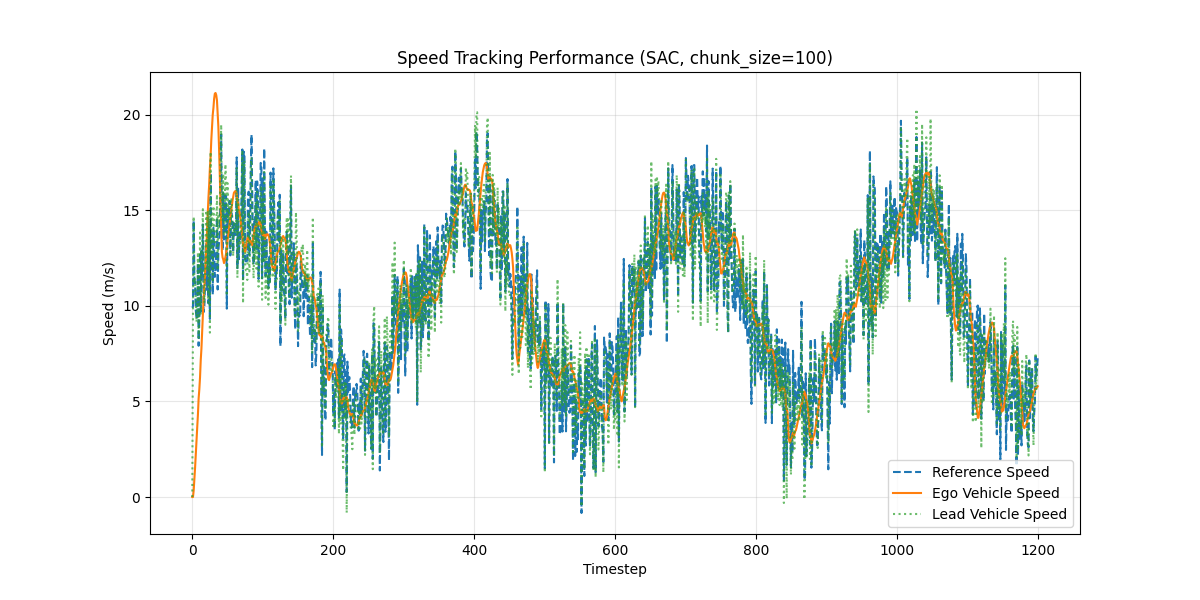 Speed Tracking Performance (SAC, chunk_size=100)
20
15
10
5
0
Speed (m/s)
0 200 400 600 800 1000 1200
Timestep
Reference Speed
Ego Vehicle Speed
Lead Vehicle Speed